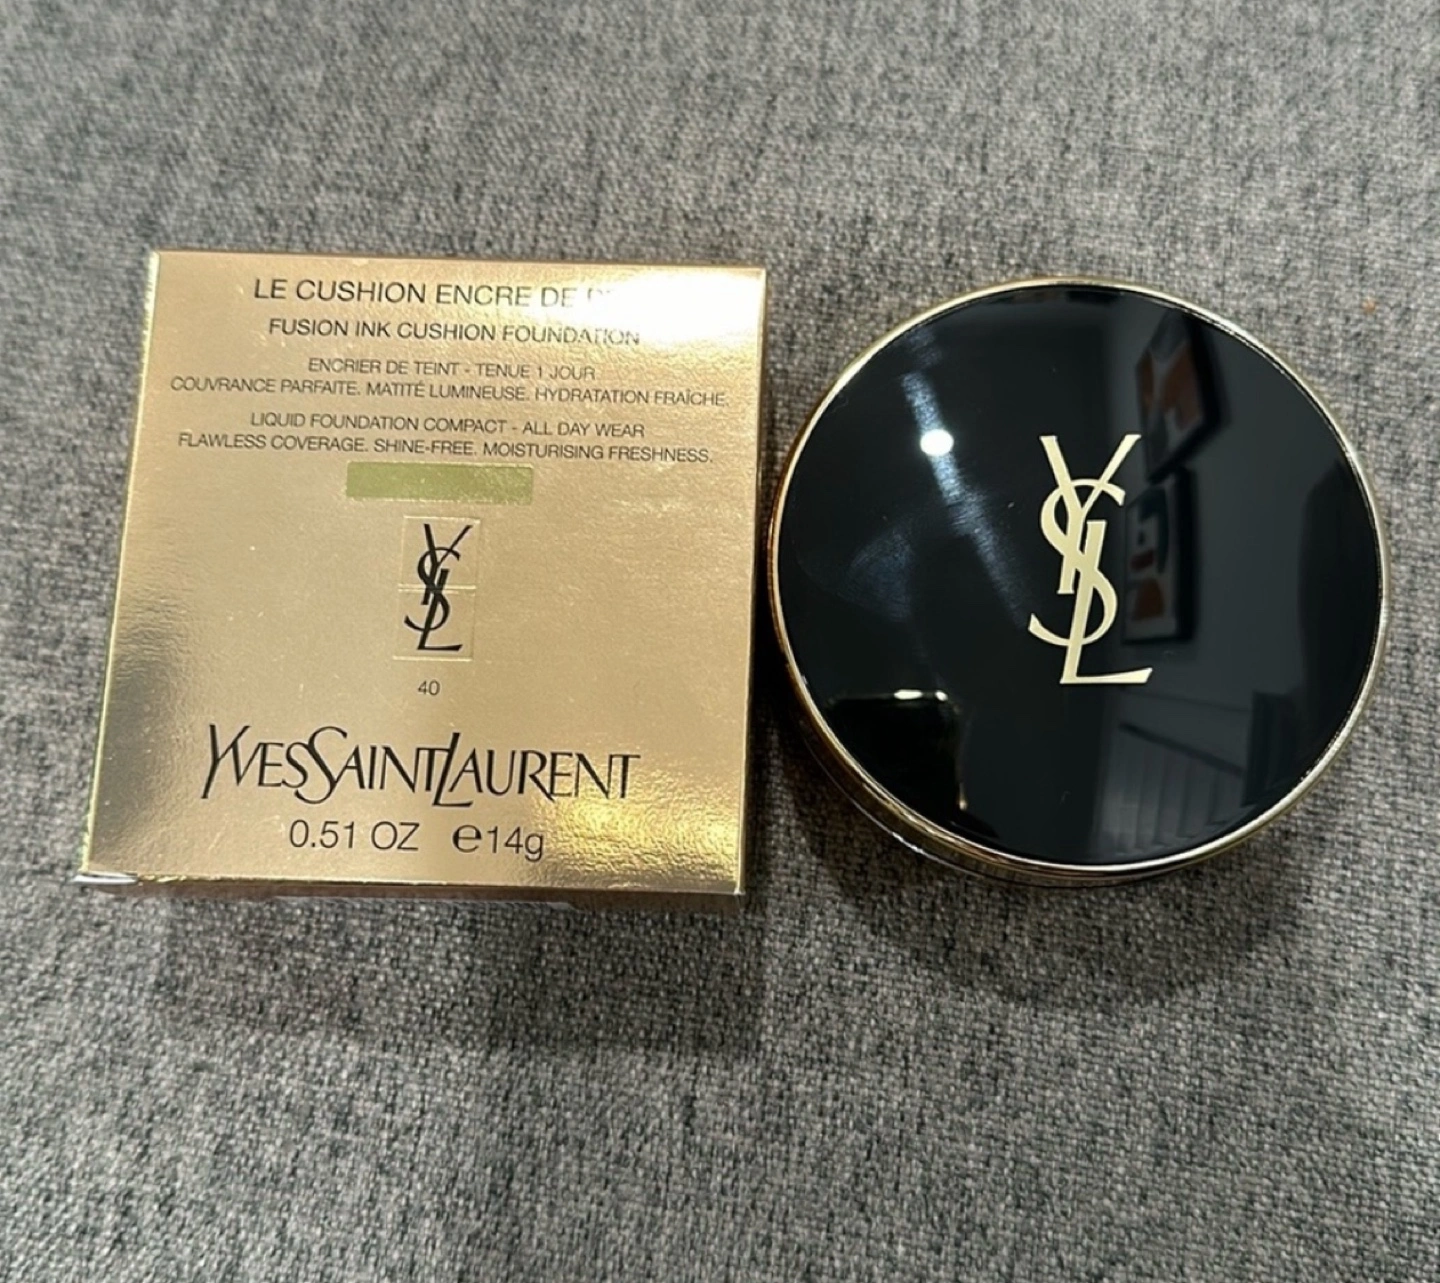 LE CUSHION ENCRE DE
FUSION INK CUSHION FOUNDATION
ENCRIER DE TEINT - TENUE 1 JOUR
COUVRANCE PARFAITE. MATITÉ LUMINEUSE. HYDRATATION FRAÎCHE.
LIQUID FOUNDATION COMPACT - ALL DAY WEAR
FLAWLESS COVERAGE. SHINE-FREE. MOISTURISING FRESHNESS.
YSL
40
YVESSAINTLAURENT
0.51 OZ ℮14g
YSL